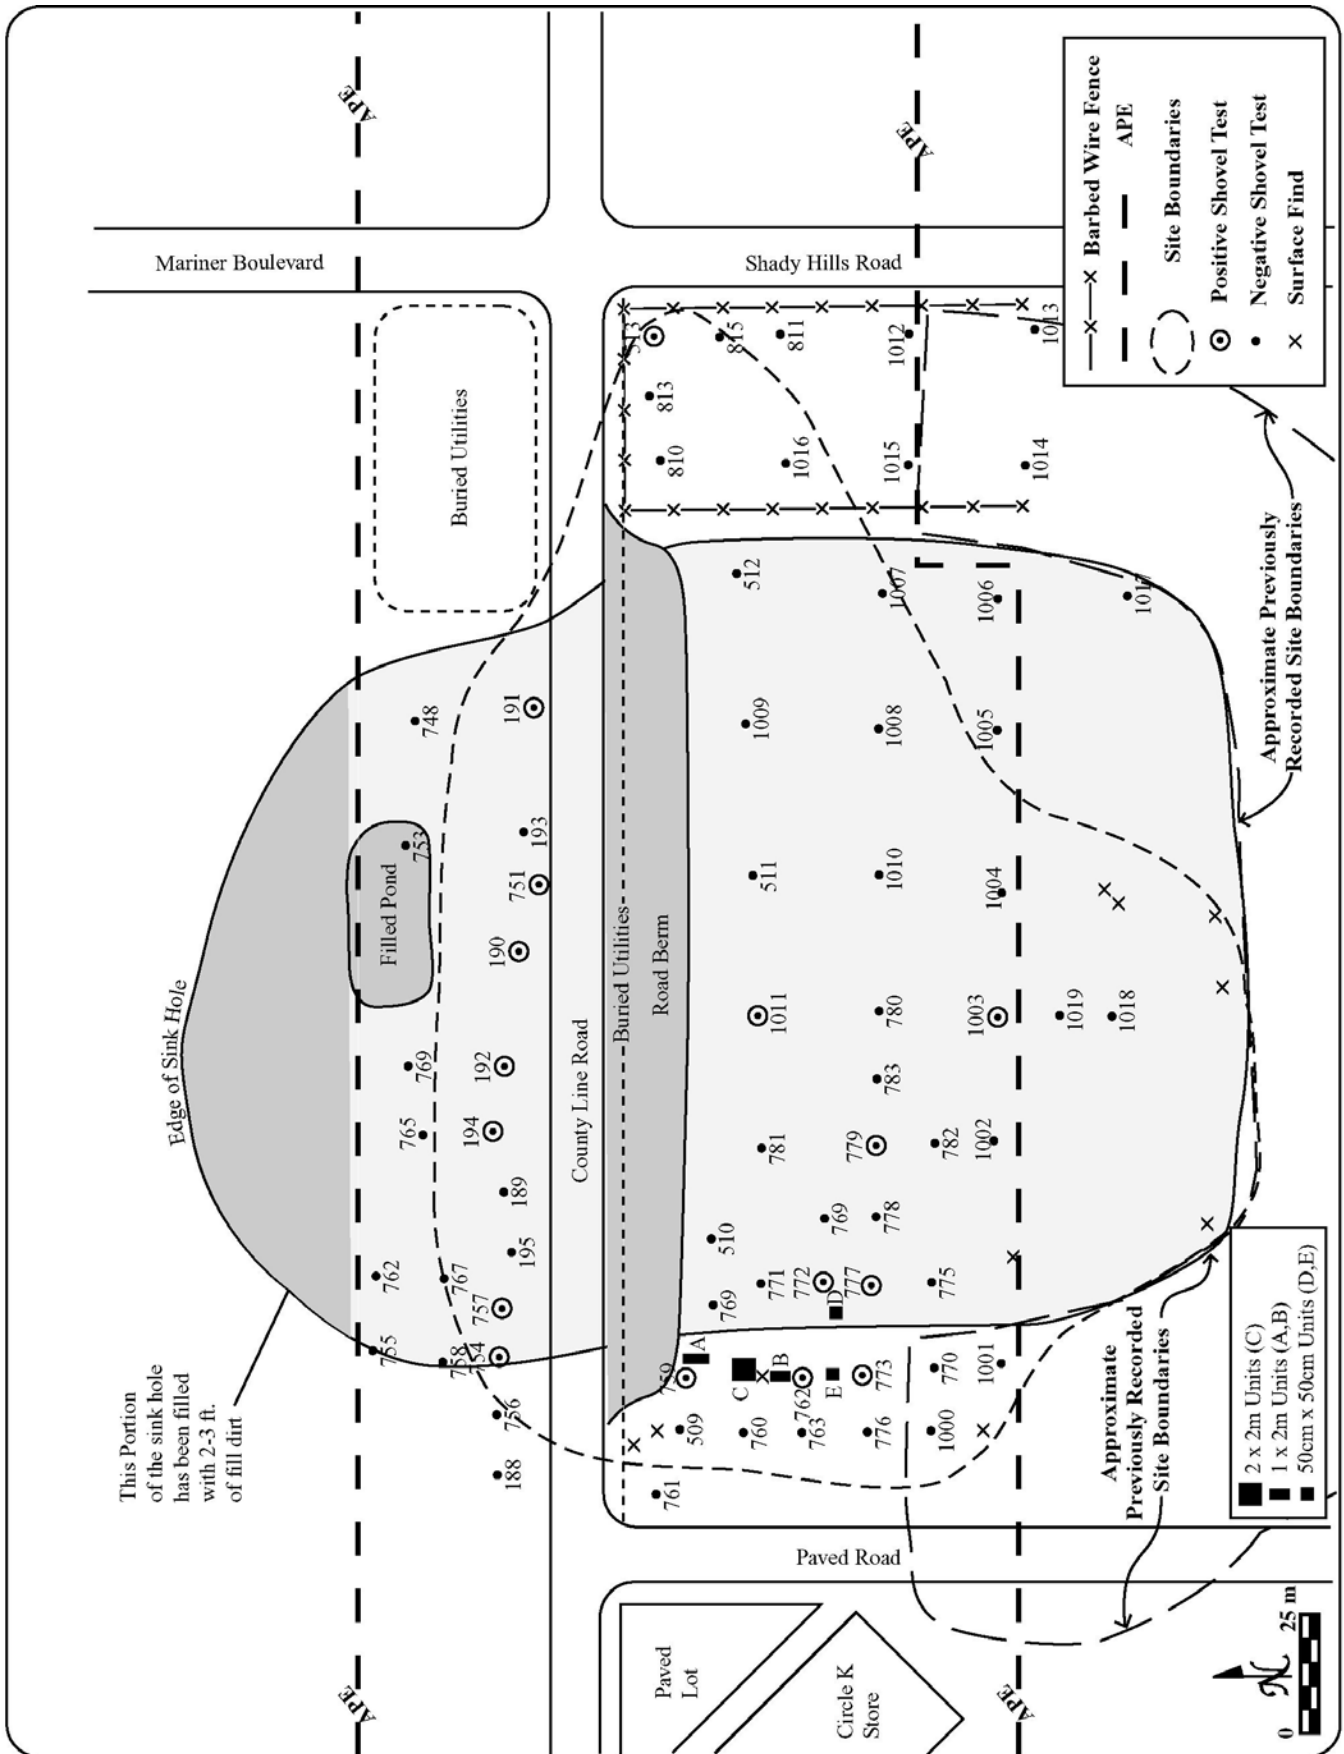 This Portion
of the sink hole
has been filled
with 2-3 ft.
of fill dirt
Edge of Sink Hole
Mariner Boulevard
APE
APE
Filled Pond
Buried Utilities
755
762
765
769
753
748
758
767
188
756
754
757
195
189
194
192
190
751
193
191
County Line Road
Buried Utilities
Road Berm
Paved
Lot
761
509
759
A
769
510
810
813
513
760
C
771
781
1011
511
1009
512
815
Shady Hills Road
763
762
B
772
769
D
E
1016
811
Circle K
Store
Paved Road
776
773
777
778
779
783
780
1010
1008
1007
1000
770
775
782
1015
1012
APE
1001
1002
1003
1004
1005
1006
APE
1019
1014
1013
1018
Approximate
Previously Recorded
Site Boundaries
Approximate Previously
Recorded Site Boundaries
N
0 25 m
2 x 2m Units (C)
1 x 2m Units (A,B)
50cm x 50cm Units (D,E)
Barbed Wire Fence
APE
Site Boundaries
Positive Shovel Test
Negative Shovel Test
Surface Find